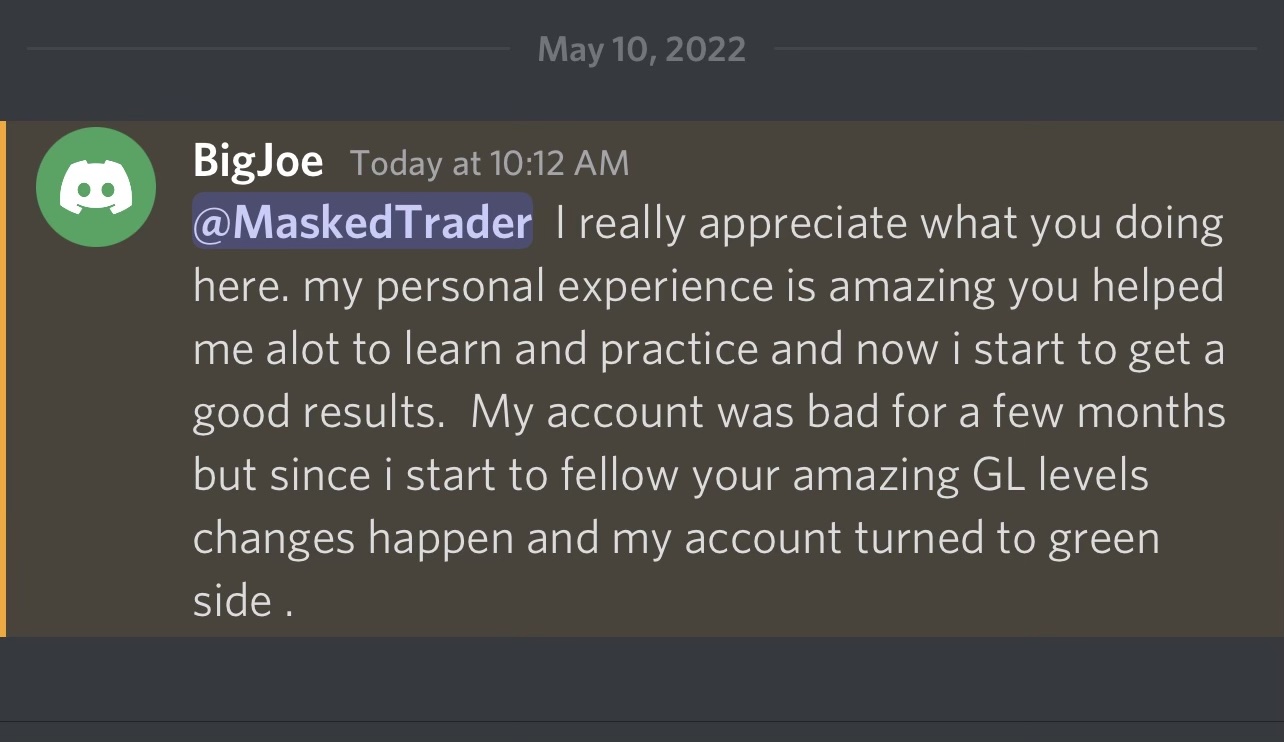 May 10, 2022
BigJoe Today at 10:12 AM
@MaskedTrader I really appreciate what you doing
here. my personal experience is amazing you helped
me alot to learn and practice and now i start to get a
good results. My account was bad for a few months
but since i start to fellow your amazing GL levels
changes happen and my account turned to green
side .